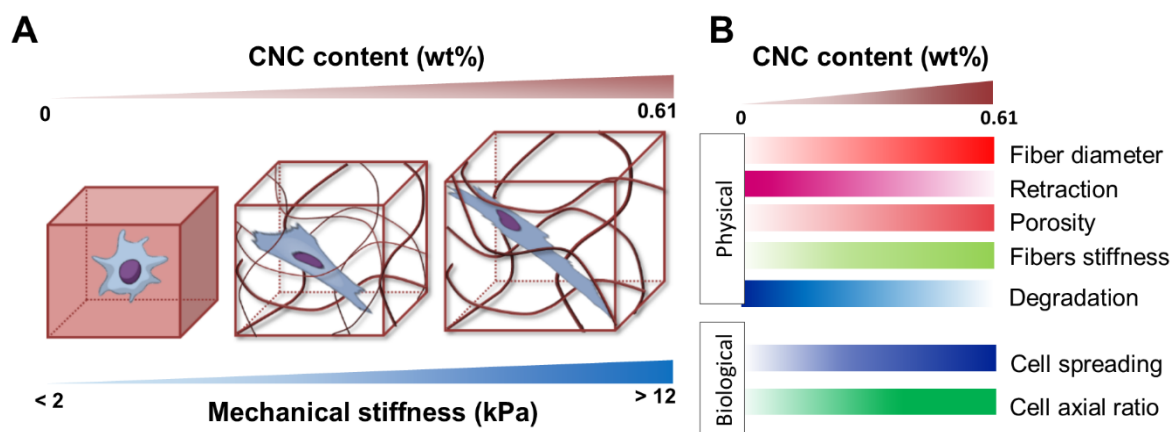 A
CNC content (wt%)
0
0.61
< 2
> 12
Mechanical stiffness (kPa)
B
CNC content (wt%)
0
0.61
Physical
Fiber diameter
Retraction
Porosity
Fibers stiffness
Degradation
Biological
Cell spreading
Cell axial ratio